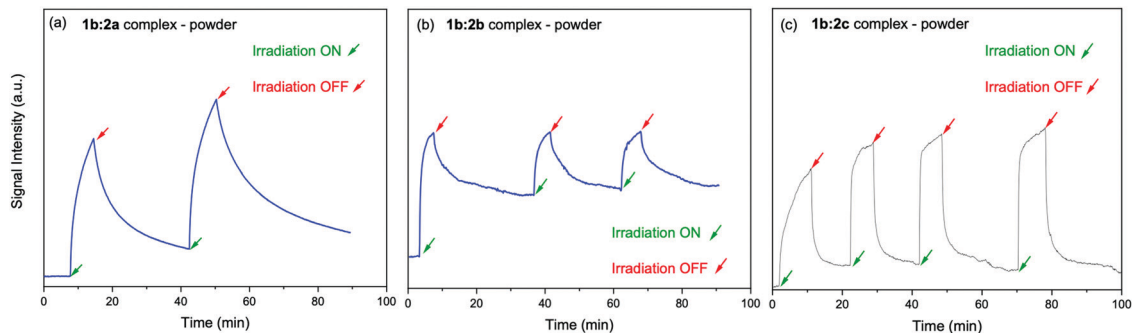 (a) 1b:2a complex - powder
Irradiation ON
Irradiation OFF
Signal Intensity (a.u.)
0 20 40 60 80 100
Time (min)
(b) 1b:2b complex - powder
Irradiation ON
Irradiation OFF
0 20 40 60 80 100
Time (min)
(c) 1b:2c complex - powder
Irradiation ON
Irradiation OFF
0 20 40 60 80 100
Time (min)